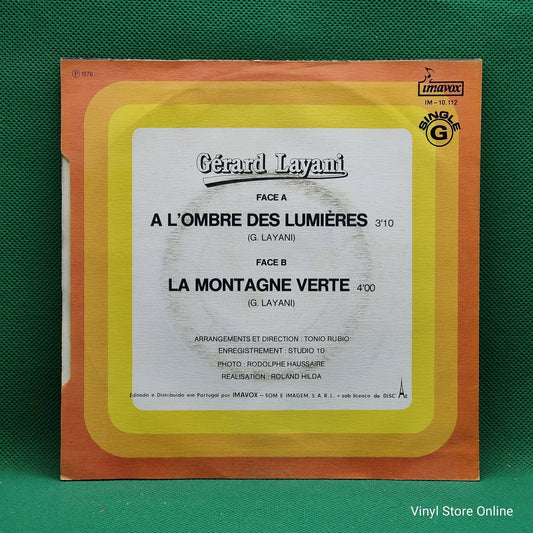 ℗ 1976
imavox
IM - 10.112
SINGLE
G
Gérard Layani
FACE A
A L'OMBRE DES LUMIÈRES 3'10
(G. LAYANI)
FACE B
LA MONTAGNE VERTE 4'00
(G. LAYANI)
ARRANGEMENTS ET DIRECTION : TONIO RUBIO
ENREGISTREMENT : STUDIO 10
PHOTO : RODOLPHE HAUSSAIRE
REALISATION : ROLAND HILDA
Editado e Distribuido em Portugal por IMAVOX - SOM E IMAGEM, S. A. R. L. - sob licença de DISC AZ
Vinyl Store Online